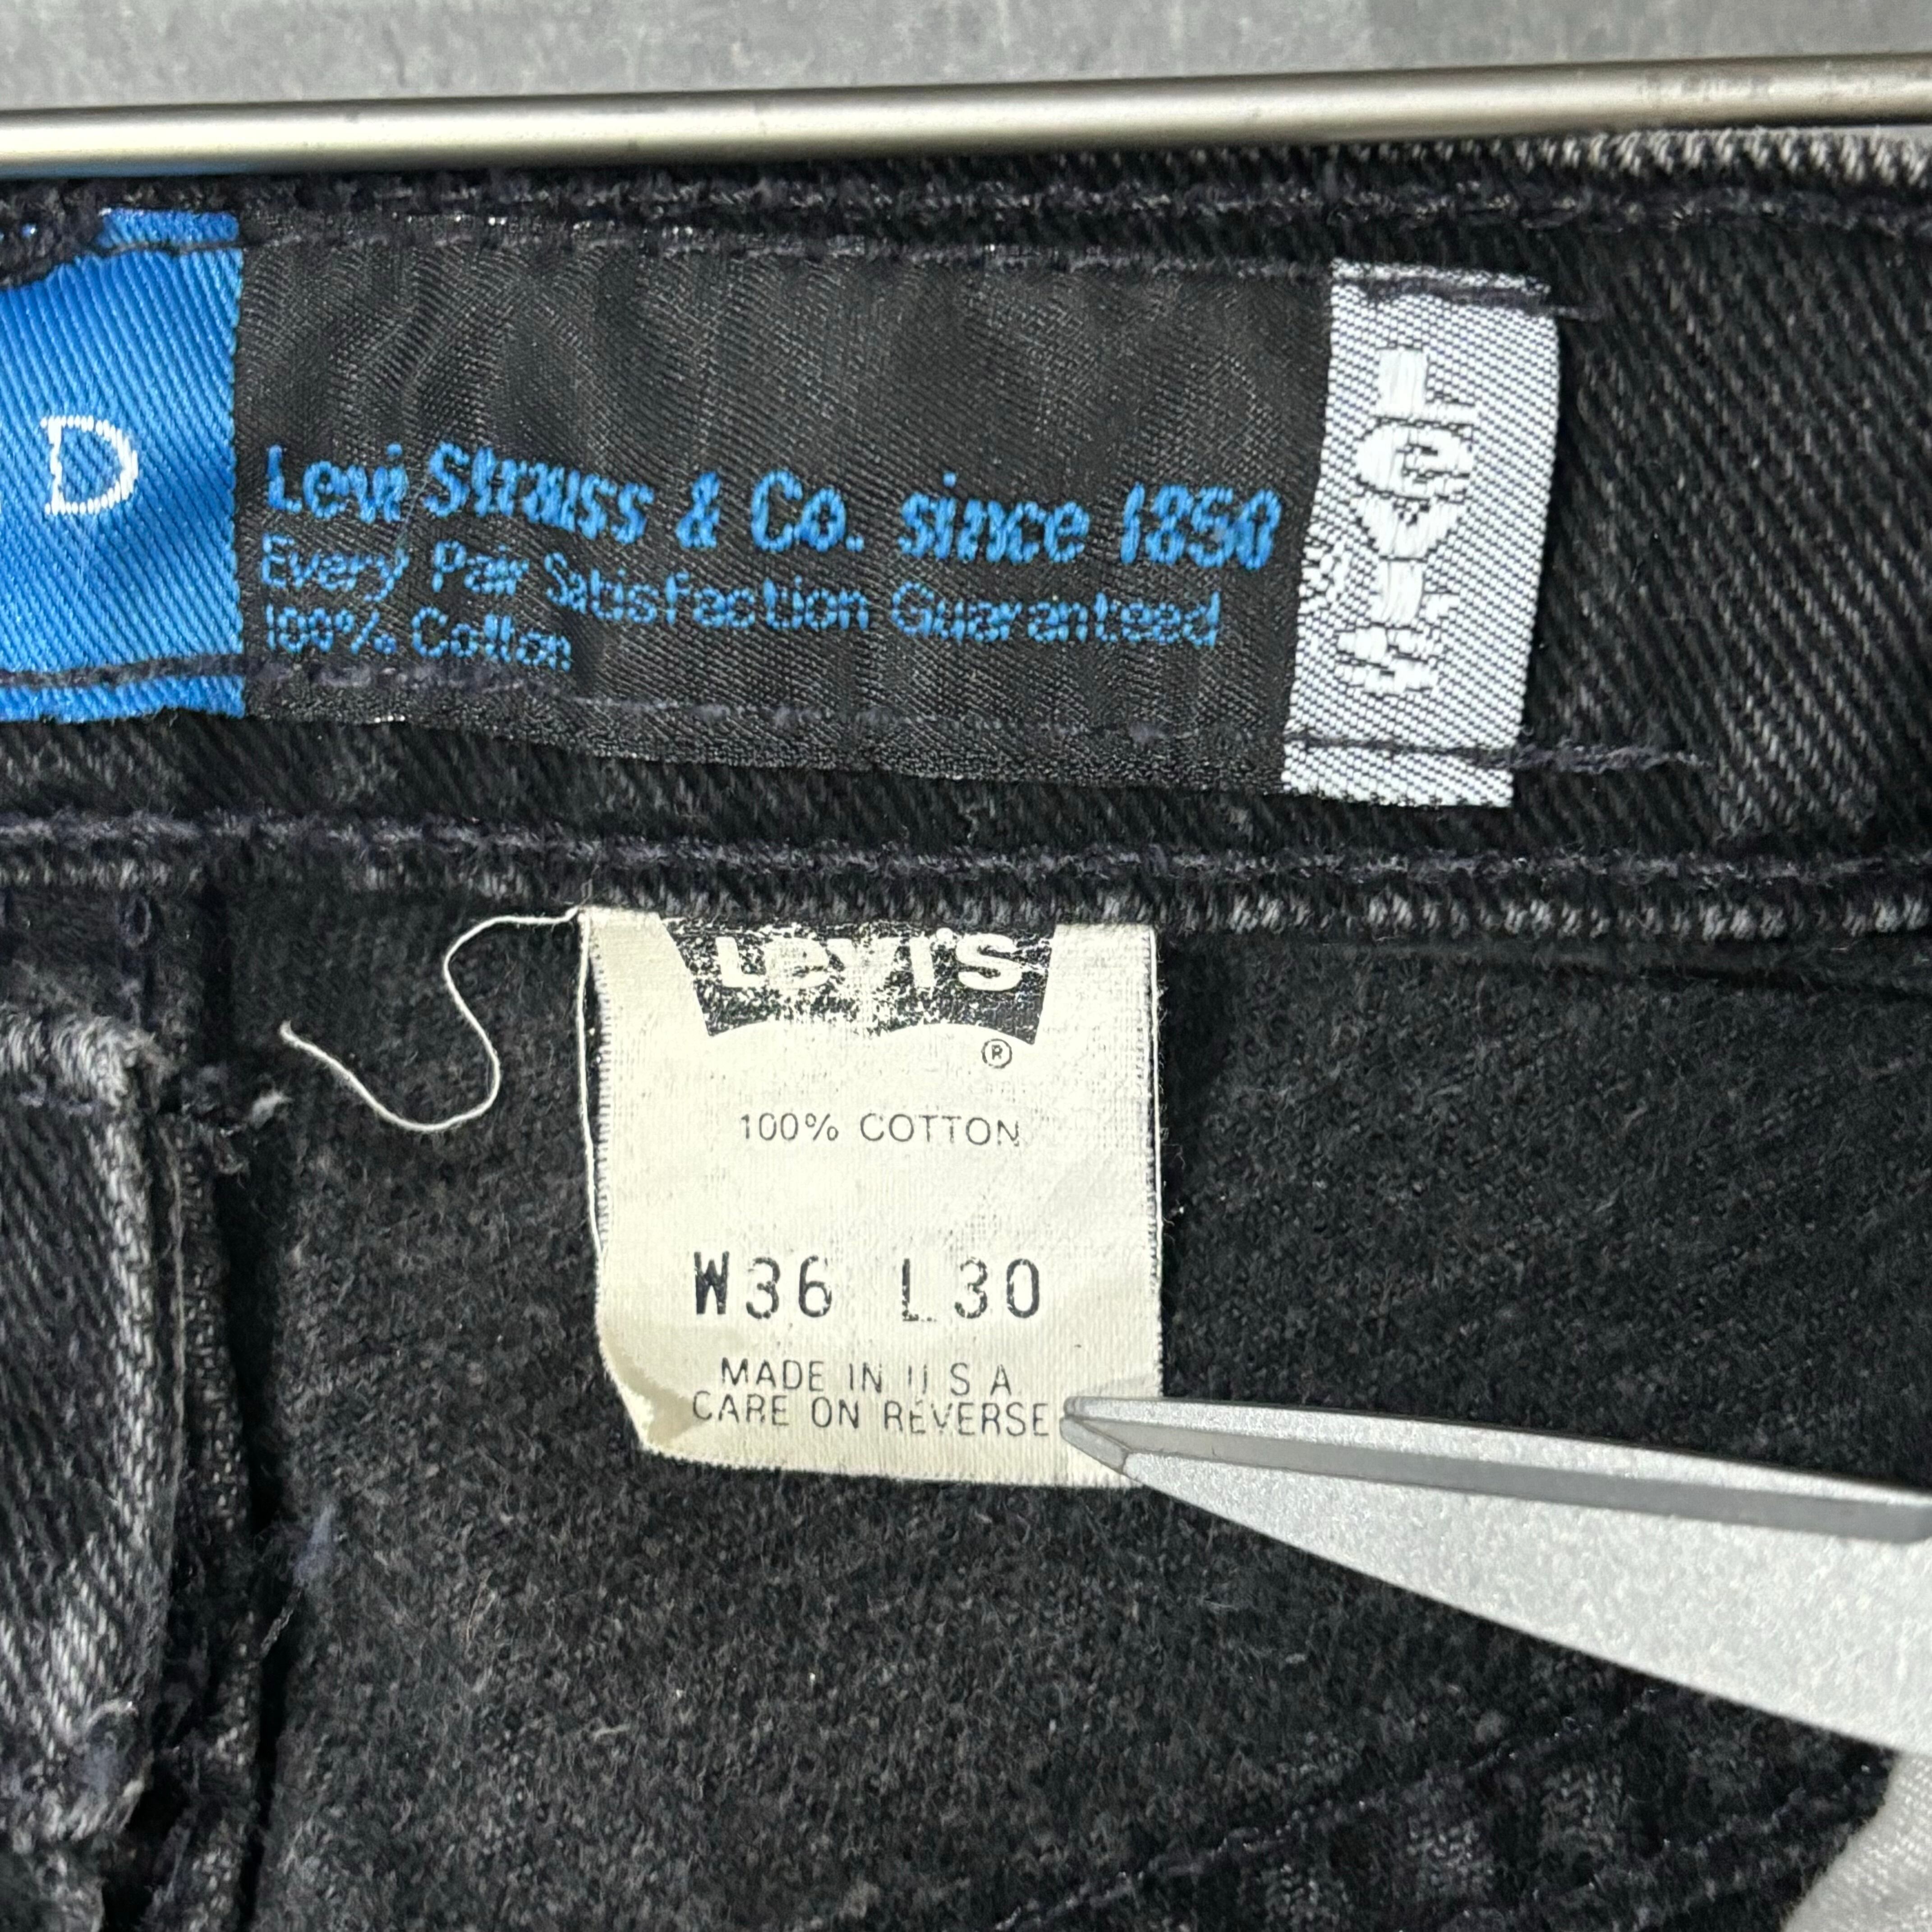 D
Levi Strauss & Co. since 1850
Every Pair Satisfaction Guaranteed
100% Cotton
LEVI'S
Levi's
®
100% COTTON
W36 L30
MADE IN U S A
CARE ON REVERSE